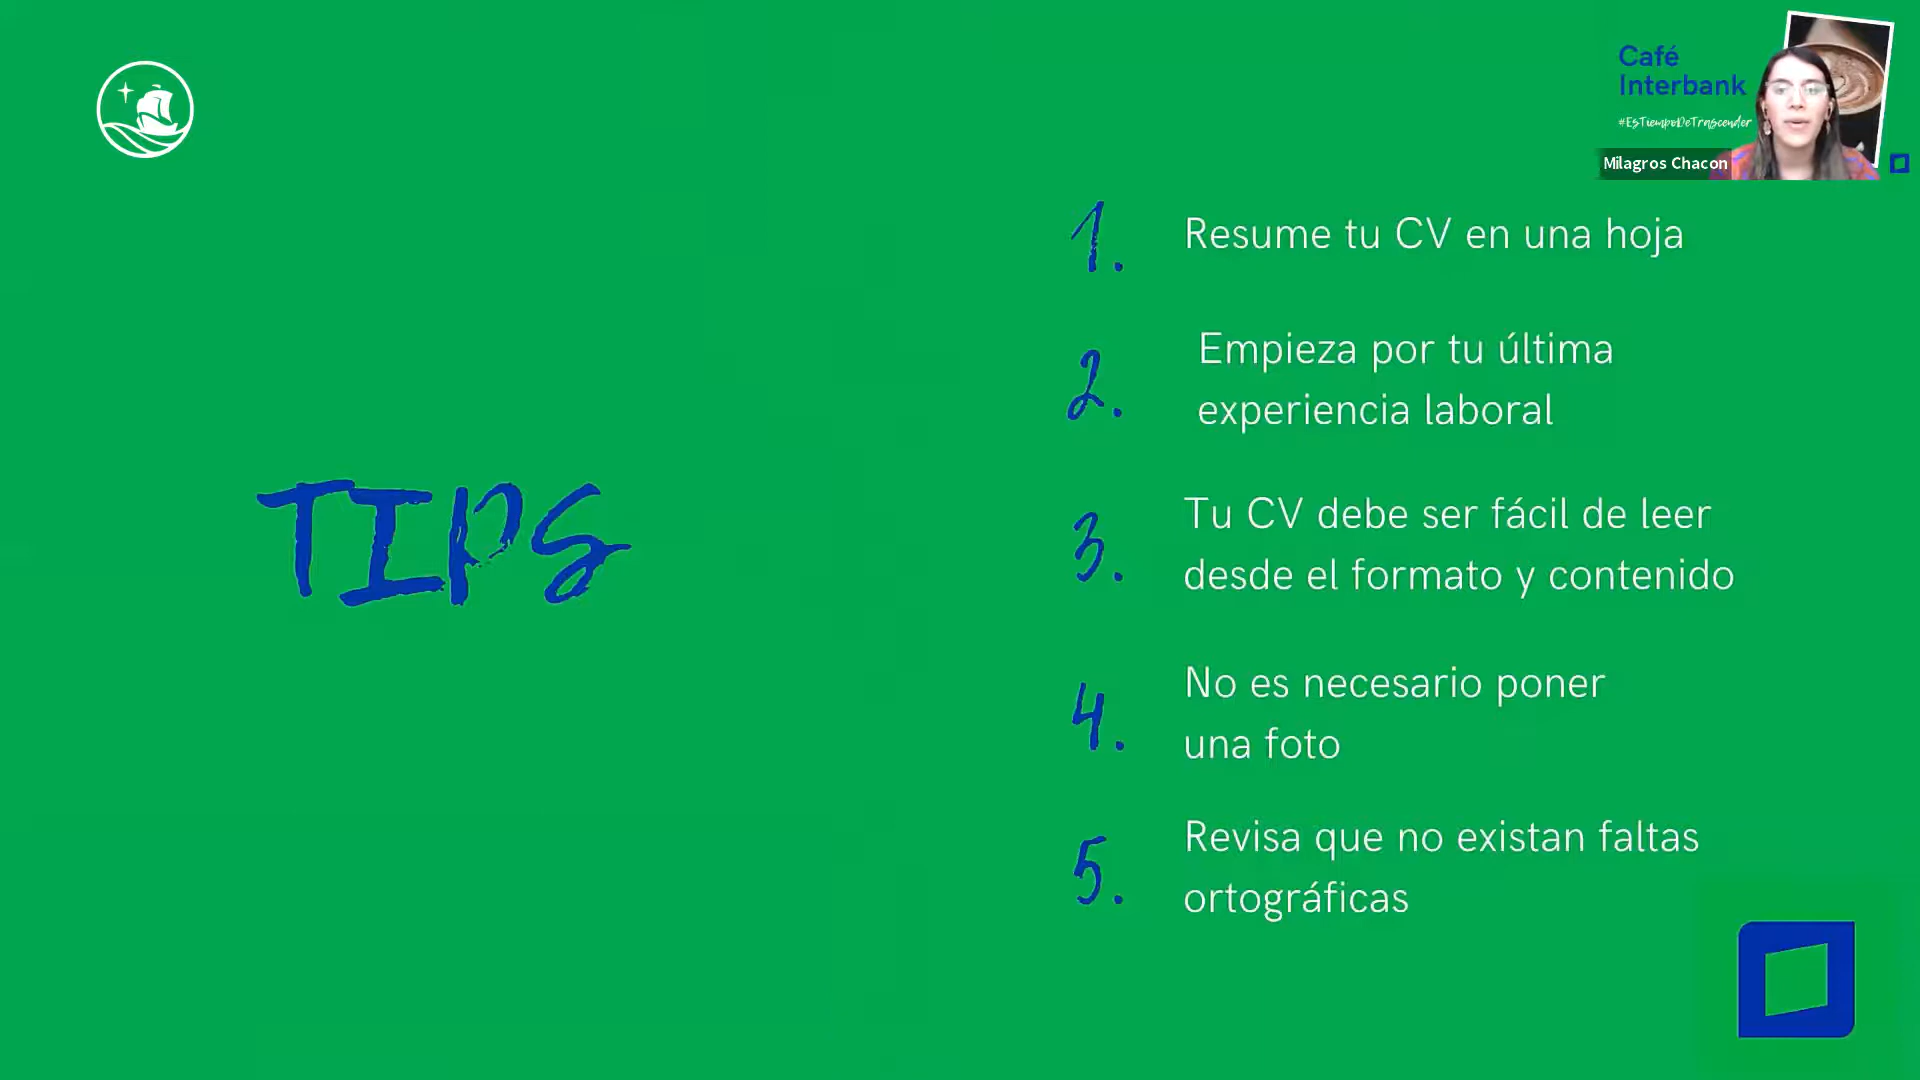 Café
Interbank
#EsTiempoDeTrascender
Milagros Chacon
TIPS
1. Resume tu CV en una hoja
2. Empieza por tu última
experiencia laboral
3. Tu CV debe ser fácil de leer
desde el formato y contenido
4. No es necesario poner
una foto
5. Revisa que no existan faltas
ortográficas